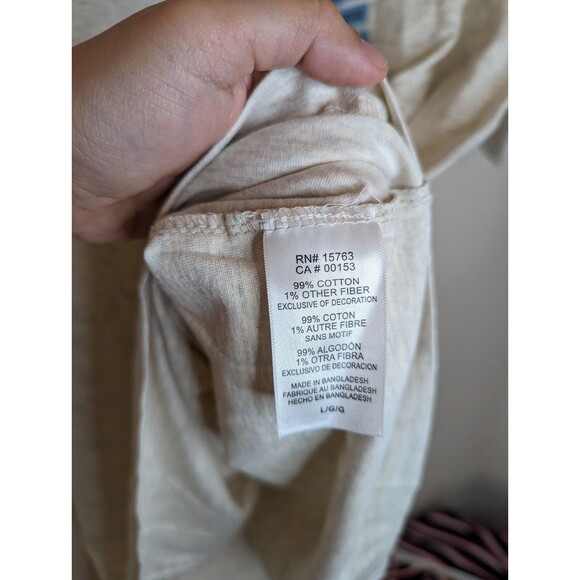 RN# 15763
CA # 00153
99% COTTON
1% OTHER FIBER
EXCLUSIVE OF DECORATION
99% COTON
1% AUTRE FIBRE
SANS MOTIF
99% ALGODÓN
1% OTRA FIBRA
EXCLUSIVO DE DECORACION
MADE IN BANGLADESH
FABRIQUE AU BANGLADESH
HECHO EN BANGLADESH
L/G/G